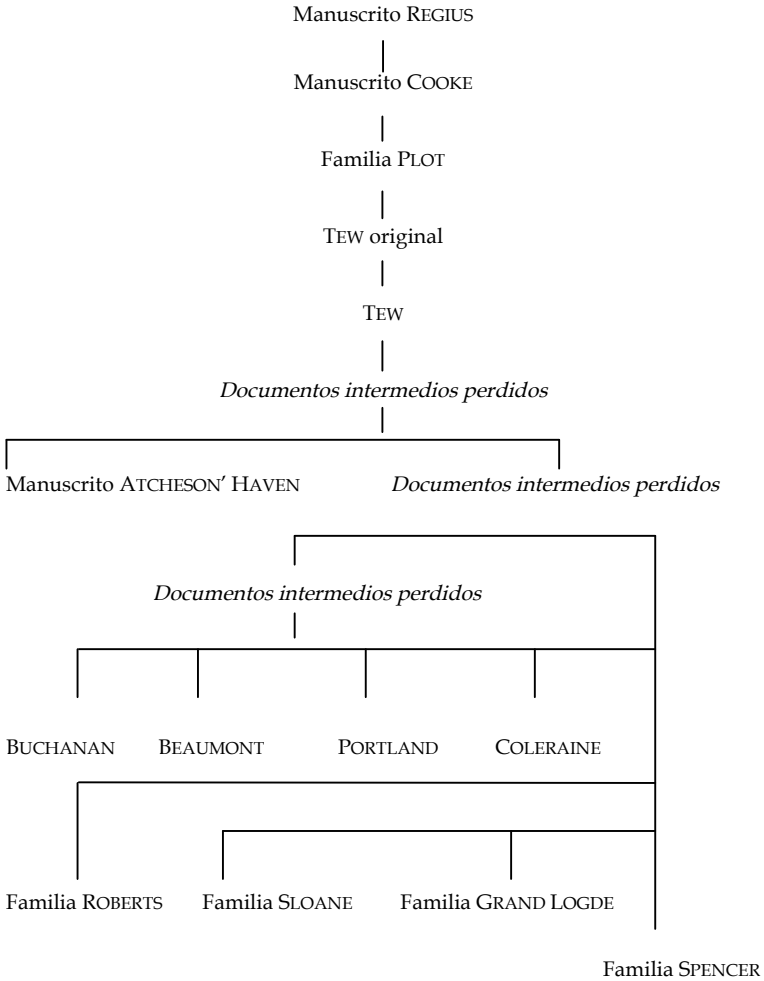 Manuscrito REGIUS
Manuscrito COOKE
Familia PLOT
TEW original
TEW
Documentos intermedios perdidos
Manuscrito ATCHESON’ HAVEN Documentos intermedios perdidos
Documentos intermedios perdidos
BUCHANAN BEAUMONT PORTLAND COLERAINE
Familia ROBERTS Familia SLOANE Familia GRAND LOGDE
Familia SPENCER